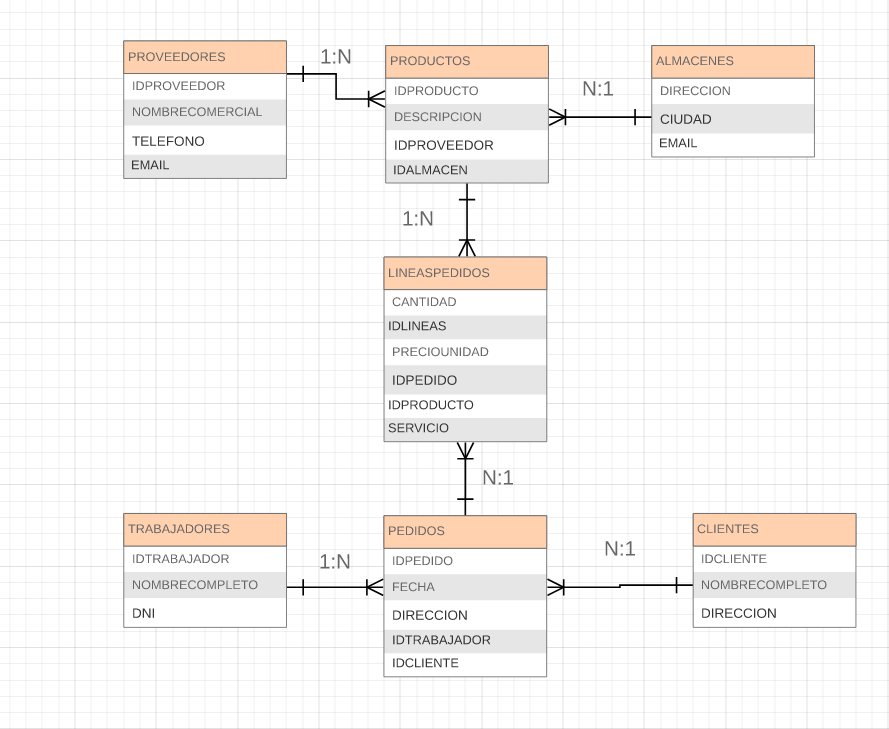 PROVEEDORES
IDPROVEEDOR
NOMBRECOMERCIAL
TELEFONO
EMAIL
1:N
PRODUCTOS
IDPRODUCTO
DESCRIPCION
IDPROVEEDOR
IDALMACEN
N:1
ALMACENES
DIRECCION
CIUDAD
EMAIL
1:N
LINEASPEDIDOS
CANTIDAD
IDLINEAS
PRECIOUNIDAD
IDPEDIDO
IDPRODUCTO
SERVICIO
N:1
TRABAJADORES
IDTRABAJADOR
NOMBRECOMPLETO
DNI
1:N
PEDIDOS
IDPEDIDO
FECHA
DIRECCION
IDTRABAJADOR
IDCLIENTE
N:1
CLIENTES
IDCLIENTE
NOMBRECOMPLETO
DIRECCION